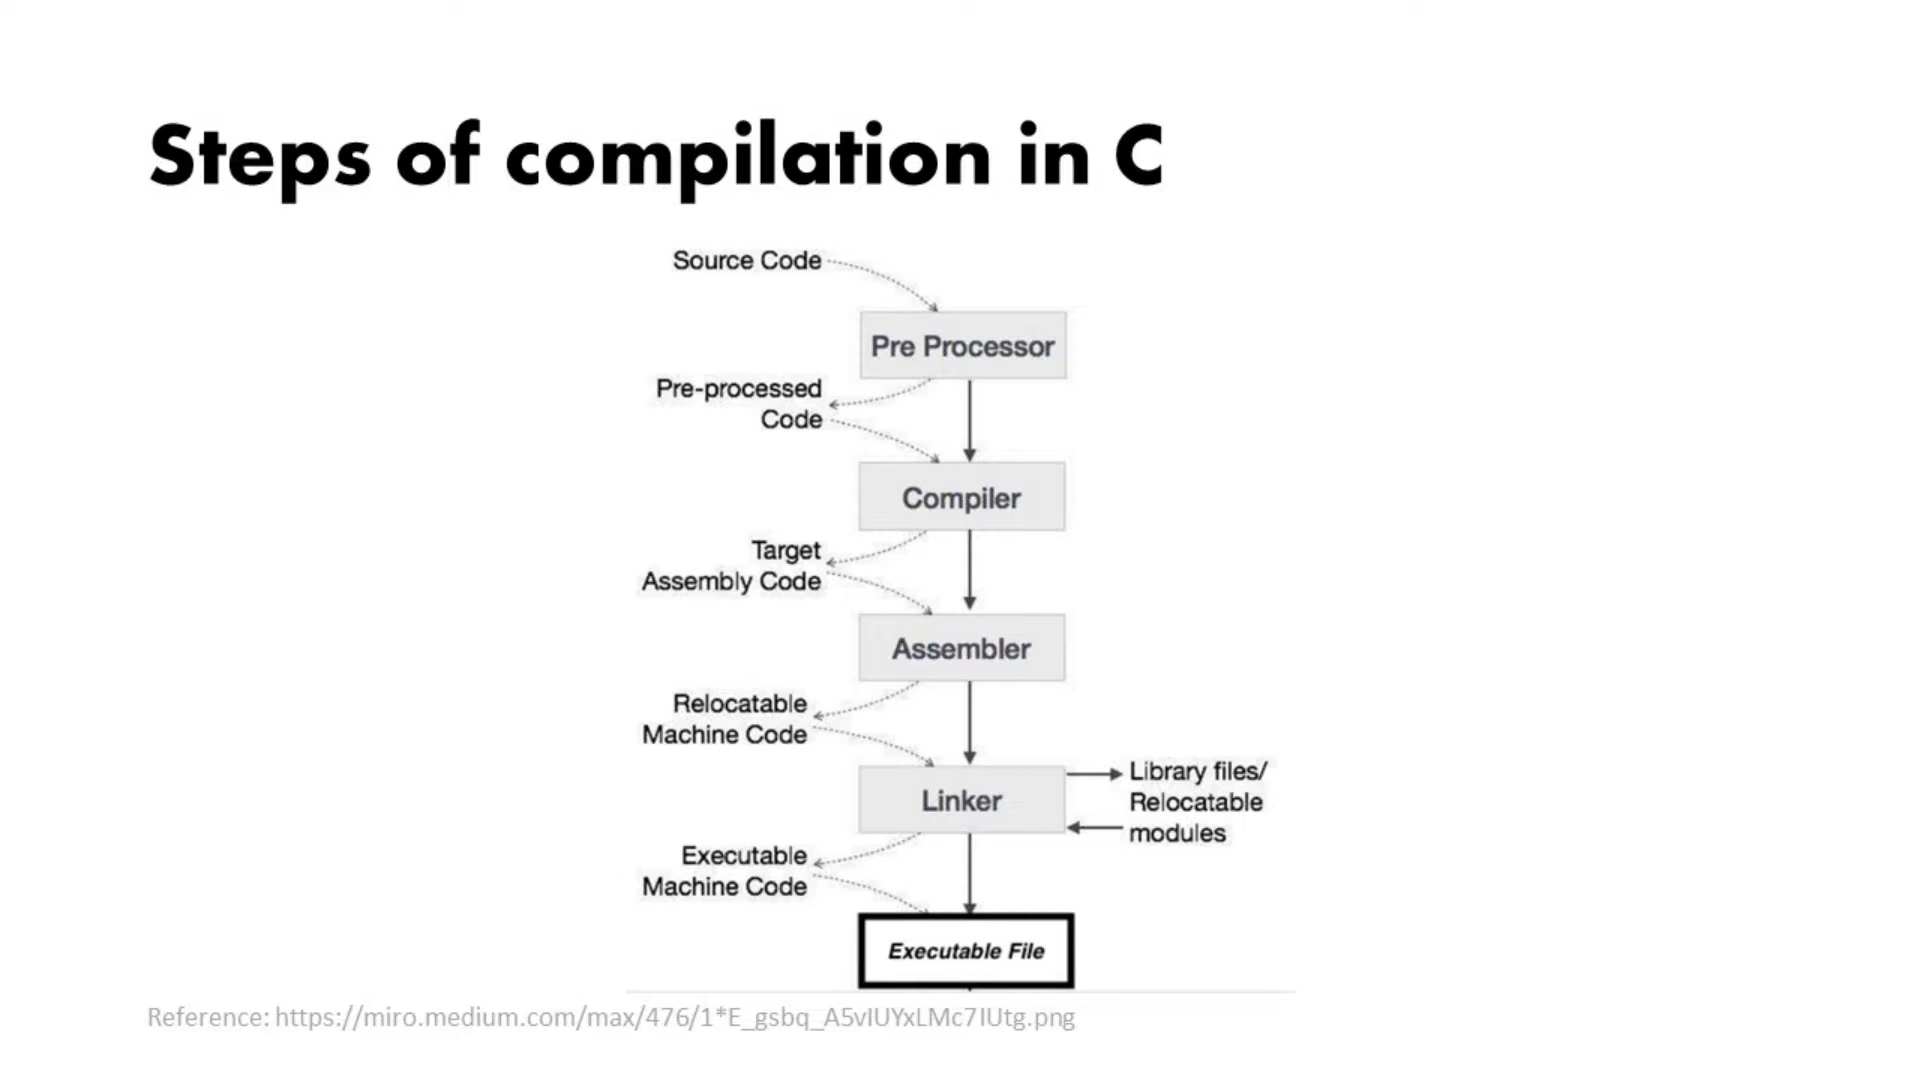 Steps of compilation in C
Source Code
Pre Processor
Pre-processed
Code
Compiler
Target
Assembly Code
Assembler
Relocatable
Machine Code
Linker
Library files/
Relocatable
modules
Executable
Machine Code
Executable File
Reference: https://miro.medium.com/max/476/1*E_gsbq_A5vIUYxLMc7IUtg.png